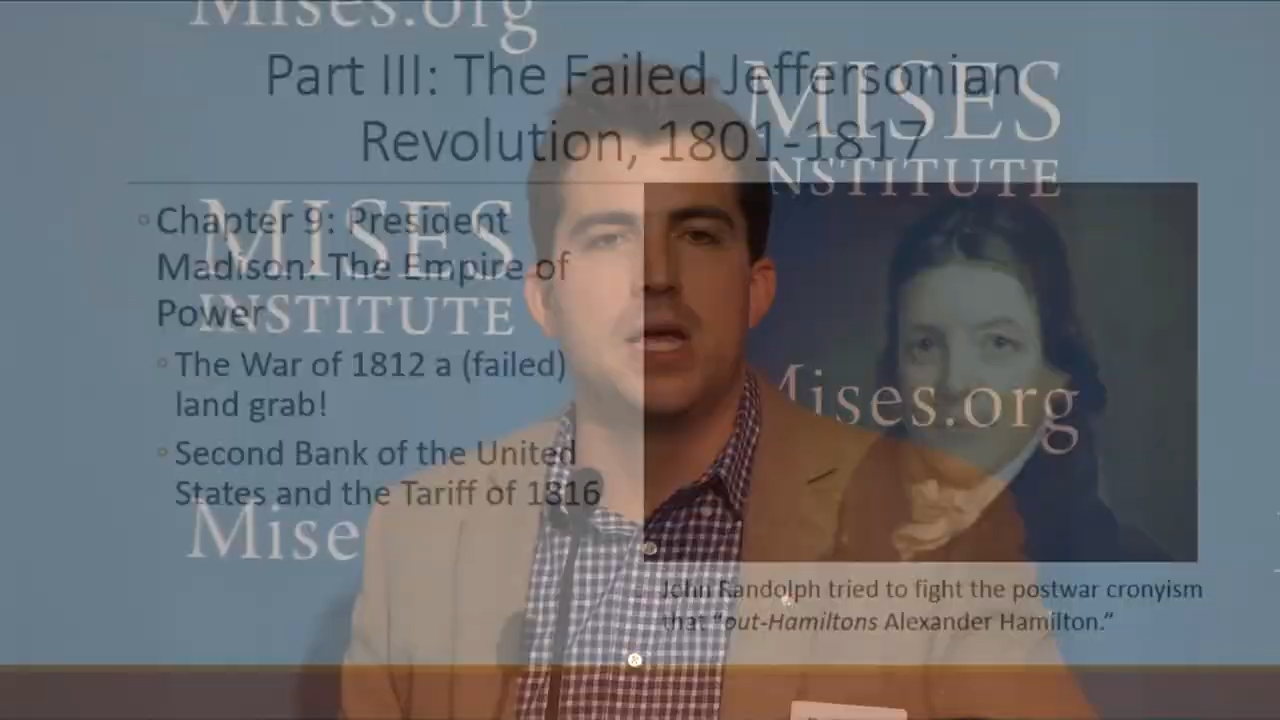 Mises.org
Part III: The Failed Jeffersonian
Revolution, 1801-1817
MISES
INSTITUTE
Chapter 9: President
Madison: The Empire of
Power
MISES
INSTITUTE
The War of 1812 a (failed)
land grab!
Mises.org
Second Bank of the United
States and the Tariff of 1816
Mise
John Randolph tried to fight the postwar cronyism
that “out-Hamiltons Alexander Hamilton.”